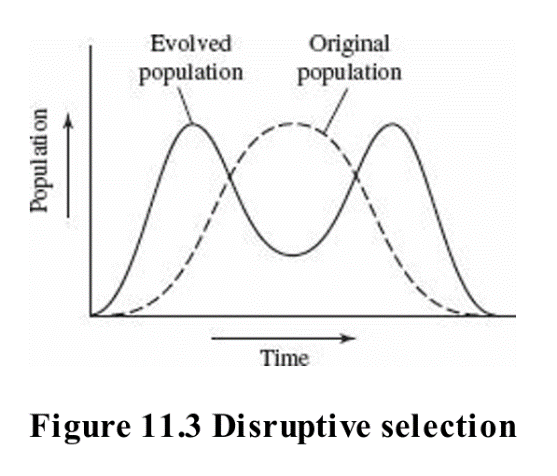 Evolved
population
Original
population
Population
Time
Figure 11.3 Disruptive selection